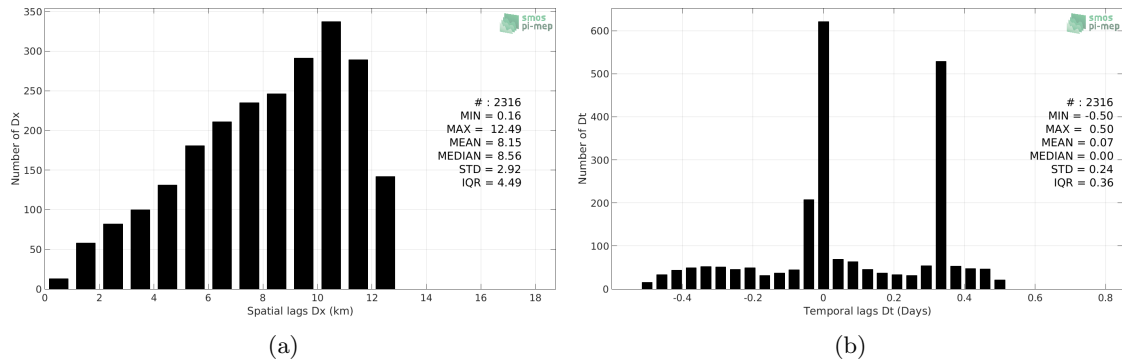 350
300
250
200
150
100
50
0
0 2 4 6 8 10 12 14 16 18
Number of Dx
Spatial lags Dx (km)
smos
pi-mep
# : 2316
MIN = 0.16
MAX = 12.49
MEAN = 8.15
MEDIAN = 8.56
STD = 2.92
IQR = 4.49
(a)
600
500
400
300
200
100
0
-0.4 -0.2 0 0.2 0.4 0.6 0.8
Number of Dt
Temporal lags Dt (Days)
smos
pi-mep
# : 2316
MIN = -0.50
MAX = 0.50
MEAN = 0.07
MEDIAN = 0.00
STD = 0.24
IQR = 0.36
(b)